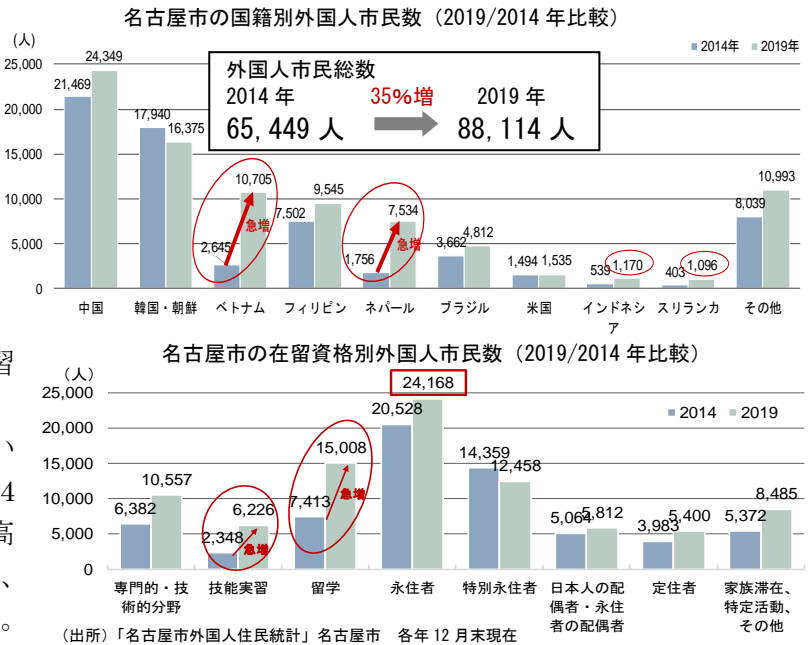 名古屋市の国籍別外国人市民数（2019/2014 年比較）
(人)
■2014年 ■2019年
外国人市民総数
2014 年 35%増 2019 年
65,449 人 88,114 人
25,000
20,000
15,000
10,000
5,000
0
21,469 24,349
17,940 16,375
2,645 10,705
急増
7,502 9,545
1,756 7,534
急増
3,662 4,812
1,494 1,535
539 1,170
403 1,096
8,039 10,993
中国 韓国・朝鮮 ベトナム フィリピン ネパール ブラジル 米国 インドネシ スリランカ その他
ア
名古屋市の在留資格別外国人市民数（2019/2014 年比較）
（人）
■2014 ■2019
25,000
20,000
15,000
10,000
5,000
0
6,382 10,557
2,348 6,226
急増
7,413 15,008
急増
20,528 24,168
14,359 12,458
5,064 5,812
3,983 5,400
5,372 8,485
専門的・技 技能実習 留学 永住者 特別永住者 日本人の配 定住者 家族滞在、
術的分野 偶者・永住 特定活動、
者の配偶者 その他
（出所）「名古屋市外国人住民統計」名古屋市 各年 12 月末現在
習
い
4
高
、
。